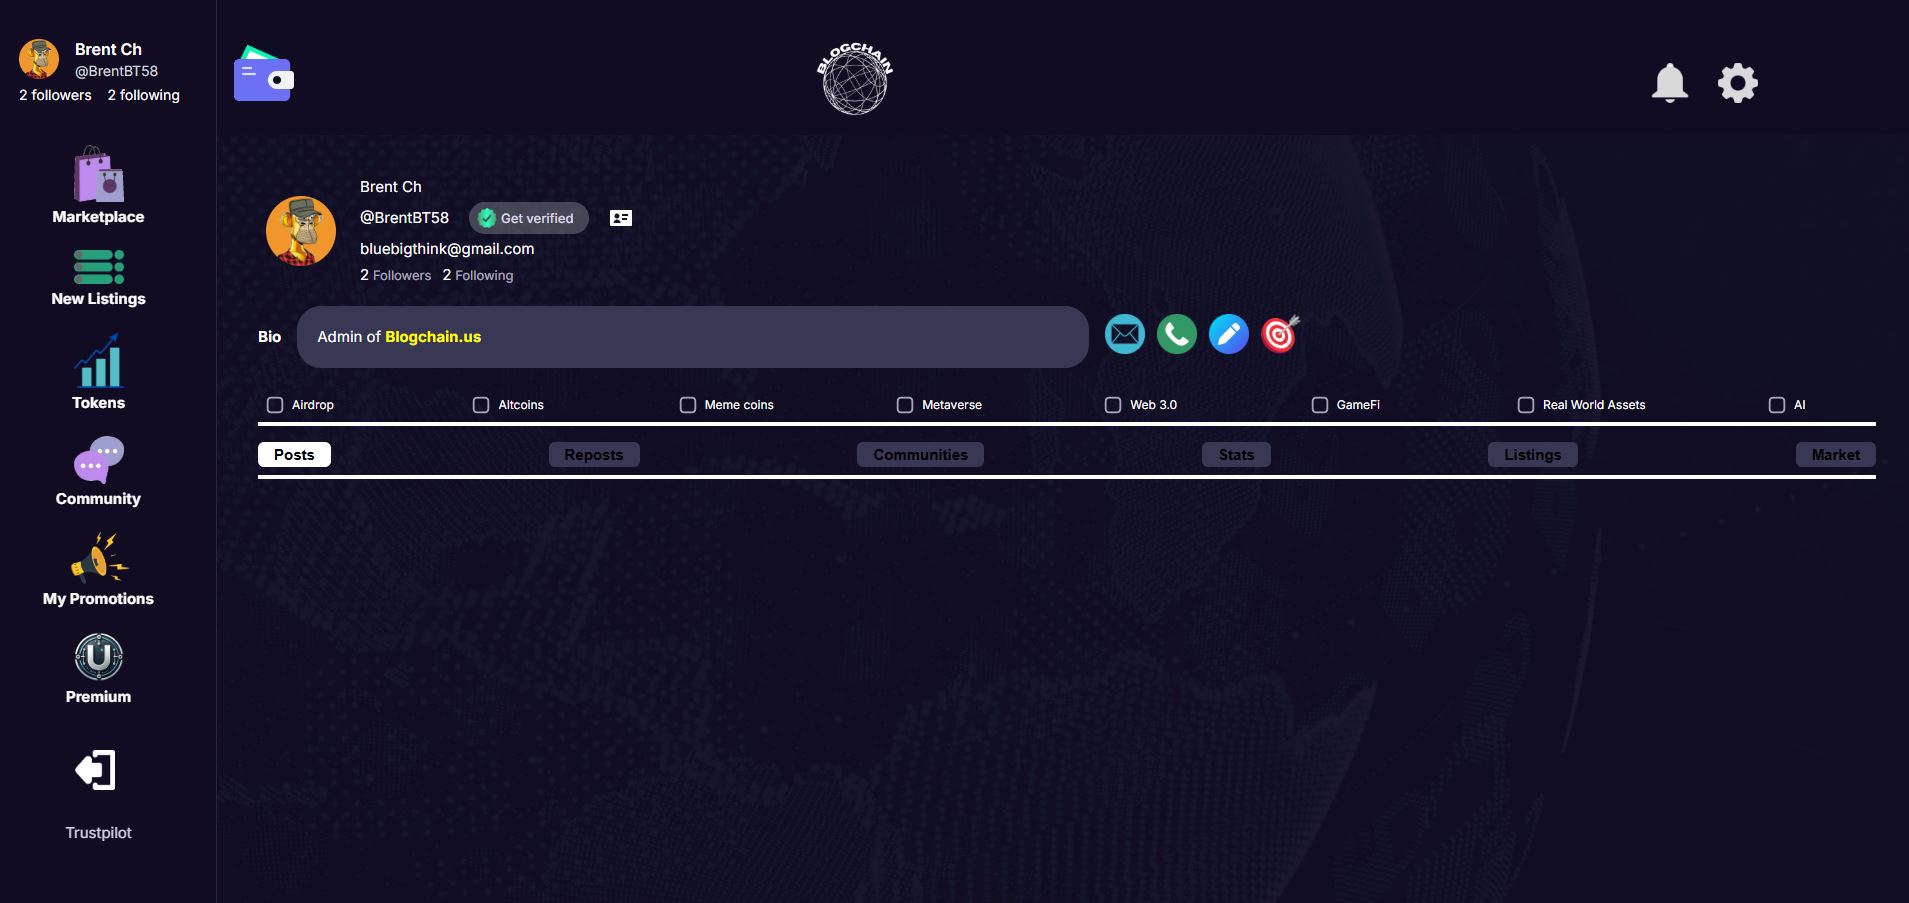 Brent Ch
@BrentBT58
2 followers 2 following
Marketplace
New Listings
Tokens
Community
My Promotions
Premium
Trustpilot
BLOGCHAIN
Brent Ch
@BrentBT58 Get verified
bluebigthink@gmail.com
2 Followers 2 Following
Bio Admin of Blogchain.us
Airdrop Altcoins Meme coins Metaverse Web 3.0 GameFi Real World Assets AI
Posts Reposts Communities Stats Listings Market